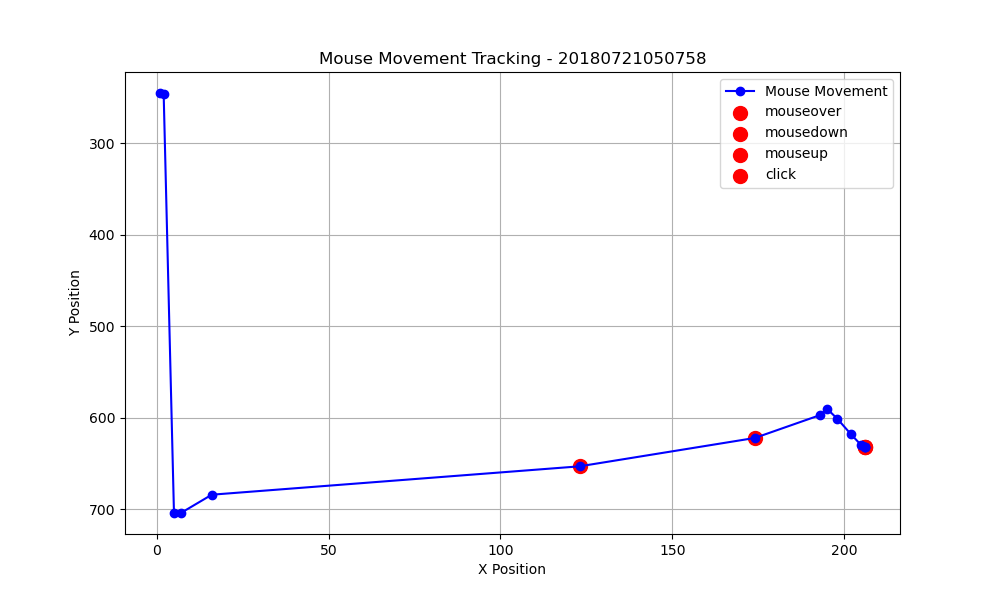 Mouse Movement Tracking - 20180721050758
Mouse Movement
mouseover
mousedown
mouseup
click
300
400
500
600
700
Y Position
0
50
100
150
200
X Position